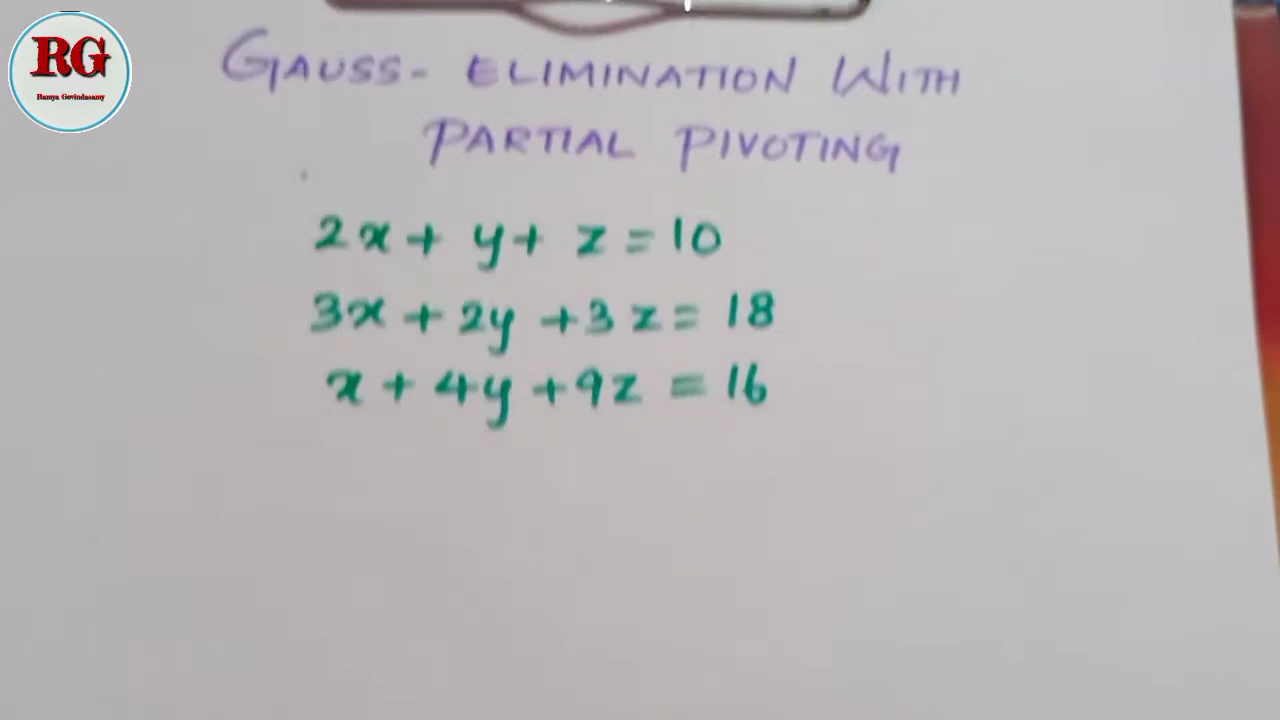 RG
Ramya Govindasamy
GAUSS- ELIMINATION WITH
PARTIAL PIVOTING
2x + y + z = 10
3x + 2y + 3z = 18
x + 4y + 9z = 16